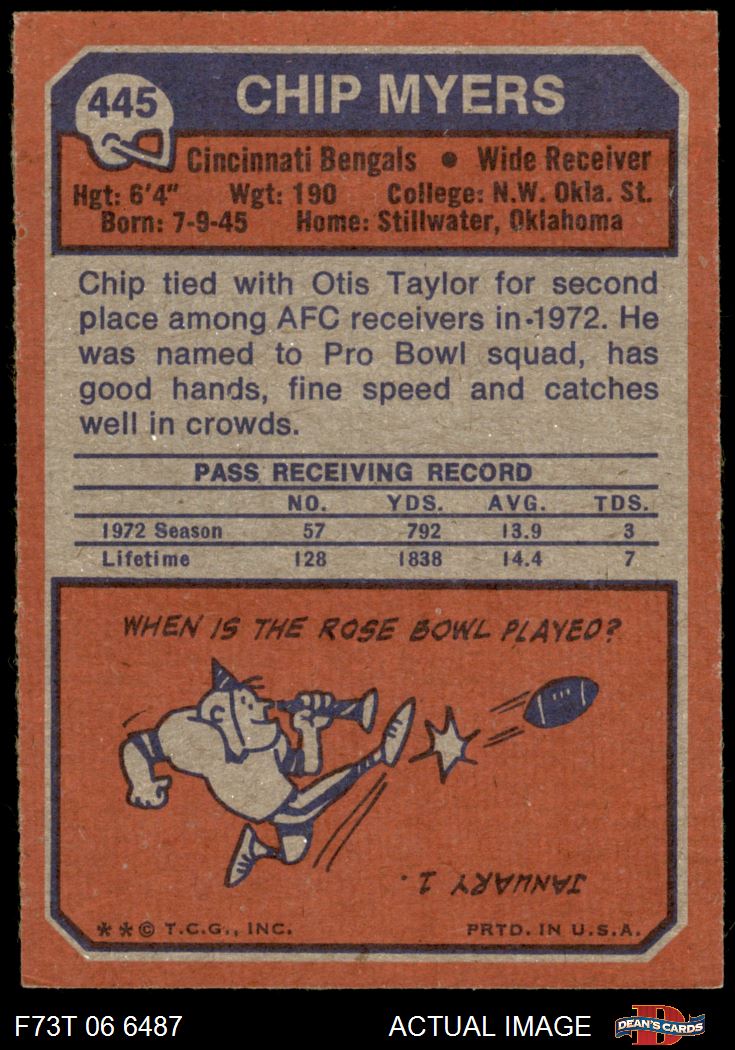 445
CHIP MYERS
Cincinnati Bengals • Wide Receiver
Hgt: 6'4" Wgt: 190 College: N.W. Okla. St.
Born: 7-9-45 Home: Stillwater, Oklahoma
Chip tied with Otis Taylor for second
place among AFC receivers in 1972. He
was named to Pro Bowl squad, has
good hands, fine speed and catches
well in crowds.
PASS RECEIVING RECORD
NO. YDS. AVG. TDS.
1972 Season 57 792 13.9 3
Lifetime 128 1838 14.4 7
WHEN IS THE ROSE BOWL PLAYED?
JANUARY 1.
**© T.C.G., INC. PRTD. IN U.S.A.
F73T 06 6487 ACTUAL IMAGE D DEAN'S CARDS